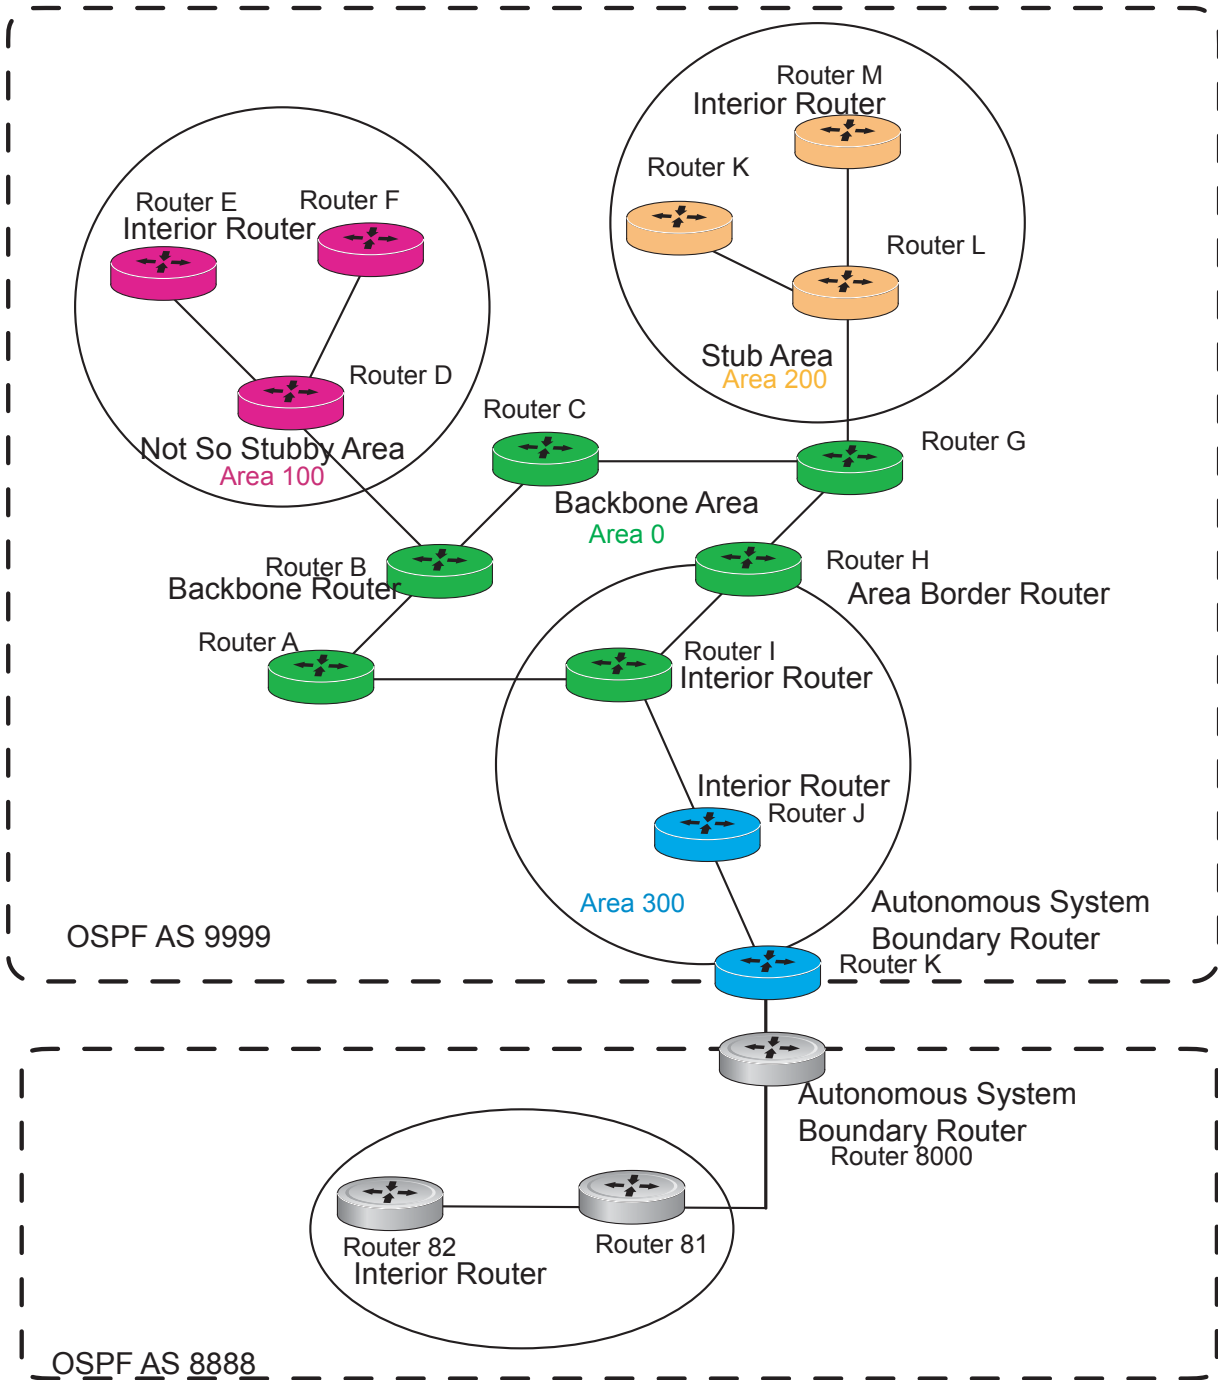 Router M
Interior Router
Router K
Router E
Interior Router
Router F
Router L
Stub Area
Area 200
Router D
Router C
Router G
Not So Stubby Area
Area 100
Backbone Area
Area 0
Router B
Backbone Router
Router H
Area Border Router
Router A
Router I
Interior Router
Interior Router
Router J
Area 300
Autonomous System
Boundary Router
Router K
OSPF AS 9999
Autonomous System
Boundary Router
Router 8000
Router 82
Interior Router
Router 81
OSPF AS 8888